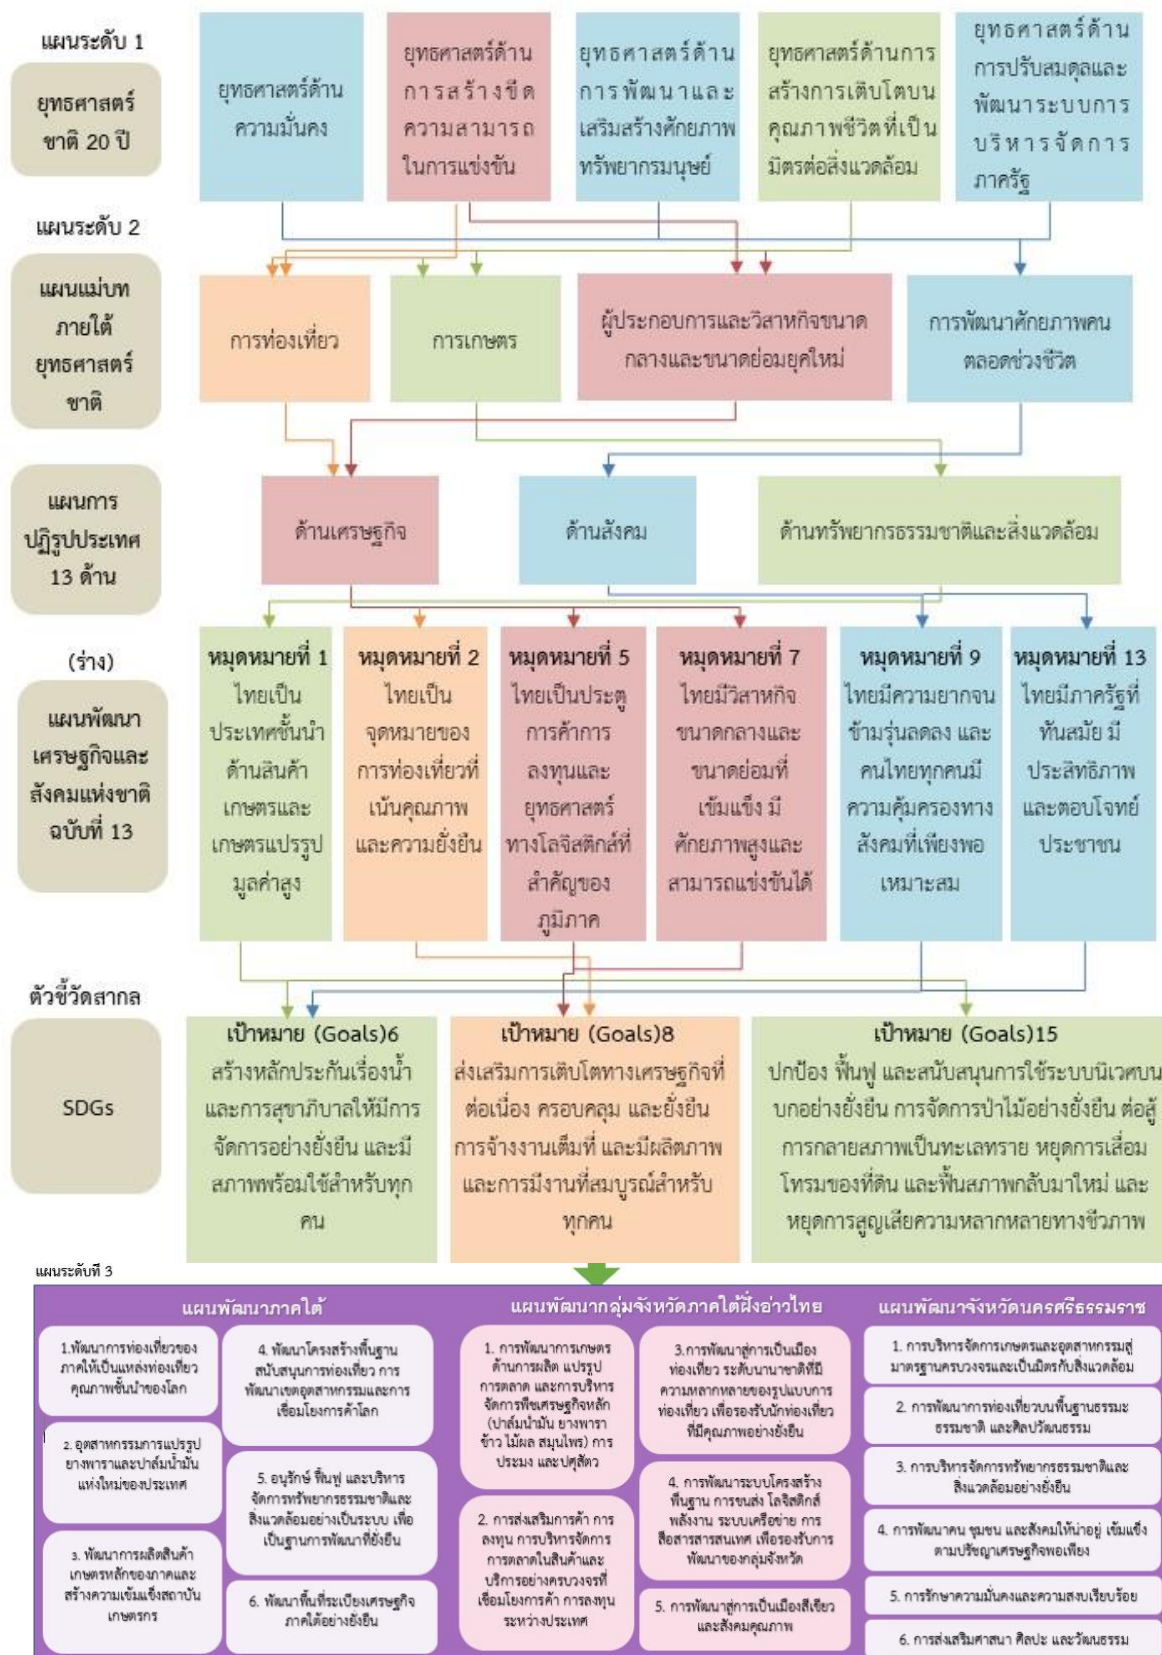 แผนระดับ 1
ยุทธศาสตร์
ชาติ 20 ปี
ยุทธศาสตร์ด้าน
ความมั่นคง
ยุทธศาสตร์ด้าน
การสร้างขีด
ความสามารถ
ในการแข่งขัน
ยุทธศาสตร์ด้าน
การพัฒนาและ
เสริมสร้างศักยภาพ
ทรัพยากรมนุษย์
ยุทธศาสตร์ด้านการ
สร้างการเติบโตบน
คุณภาพชีวิตที่เป็น
มิตรต่อสิ่งแวดล้อม
ยุทธศาสตร์ด้าน
การปรับสมดุลและ
พัฒนาระบบการ
บริหารจัดการ
ภาครัฐ
แผนระดับ 2
แผนแม่บท
ภายใต้
ยุทธศาสตร์
ชาติ
การท่องเที่ยว
การเกษตร
ผู้ประกอบการและวิสาหกิจขนาด
กลางและขนาดย่อมยุคใหม่
การพัฒนาศักยภาพคน
ตลอดช่วงชีวิต
แผนการ
ปฏิรูปประเทศ
13 ด้าน
ด้านเศรษฐกิจ
ด้านสังคม
ด้านทรัพยากรธรรมชาติและสิ่งแวดล้อม
(ร่าง)
แผนพัฒนา
เศรษฐกิจและ
สังคมแห่งชาติ
ฉบับที่ 13
หมุดหมายที่ 1
ไทยเป็น
ประเทศชั้นนำ
ด้านสินค้า
เกษตรและ
เกษตรแปรรูป
มูลค่าสูง
หมุดหมายที่ 2
ไทยเป็น
จุดหมายของ
การท่องเที่ยวที่
เน้นคุณภาพ
และความยั่งยืน
หมุดหมายที่ 5
ไทยเป็นประตู
การค้าการ
ลงทุนและ
ยุทธศาสตร์
ทางโลจิสติกส์ที่
สำคัญของ
ภูมิภาค
หมุดหมายที่ 7
ไทยมีวิสาหกิจ
ขนาดกลางและ
ขนาดย่อมที่
เข้มแข็ง มี
ศักยภาพสูงและ
สามารถแข่งขันได้
หมุดหมายที่ 9
ไทยมีความยากจน
ข้ามรุ่นลดลง และ
คนไทยทุกคนมี
ความคุ้มครองทาง
สังคมที่เพียงพอ
เหมาะสม
หมุดหมายที่ 13
ไทยมีภาครัฐที่
ทันสมัย มี
ประสิทธิภาพ
และตอบโจทย์
ประชาชน
ตัวชี้วัดสากล
SDGs
เป้าหมาย (Goals)6
สร้างหลักประกันเรื่องน้ำ
และการสุขาภิบาลให้มีการ
จัดการอย่างยั่งยืน และมี
สภาพพร้อมใช้สำหรับทุก
คน
เป้าหมาย (Goals)8
ส่งเสริมการเติบโตทางเศรษฐกิจที่
ต่อเนื่อง ครอบคลุม และยั่งยืน
การจ้างงานเต็มที่ และมีผลิตภาพ
และการมีงานที่สมบูรณ์สำหรับ
ทุกคน
เป้าหมาย (Goals)15
ปกป้อง ฟื้นฟู และสนับสนุนการใช้ระบบนิเวศบน
บกอย่างยั่งยืน การจัดการป่าไม้อย่างยั่งยืน ต่อสู้
การกลายสภาพเป็นทะเลทราย หยุดการเสื่อม
โทรมของที่ดิน และฟื้นสภาพกลับมาใหม่ และ
หยุดการสูญเสียความหลากหลายทางชีวภาพ
แผนระดับที่ 3
แผนพัฒนาภาคใต้
1.พัฒนาการท่องเที่ยวของ
ภาคให้เป็นแหล่งท่องเที่ยว
คุณภาพชั้นนำของโลก
2. อุตสาหกรรมการแปรรูป
ยางพาราและปาล์มน้ำมัน
แห่งใหม่ของประเทศ
3. พัฒนาการผลิตสินค้า
เกษตรหลักของภาคและ
สร้างความเข้มแข็งสถาบัน
เกษตรกร
4. พัฒนาโครงสร้างพื้นฐาน
สนับสนุนการท่องเที่ยว การ
พัฒนาเขตอุตสาหกรรมและการ
เชื่อมโยงการค้าโลก
5. อนุรักษ์ ฟื้นฟู และบริหาร
จัดการทรัพยากรธรรมชาติและ
สิ่งแวดล้อมอย่างเป็นระบบ เพื่อ
เป็นฐานการพัฒนาที่ยั่งยืน
6. พัฒนาพื้นที่ระเบียงเศรษฐกิจ
ภาคใต้อย่างยั่งยืน
แผนพัฒนากลุ่มจังหวัดภาคใต้ฝั่งอ่าวไทย
1. การพัฒนาการเกษตร
ด้านการผลิต แปรรูป
การตลาด และการบริหาร
จัดการพืชเศรษฐกิจหลัก
(ปาล์มน้ำมัน ยางพารา
ข้าว ไม้ผล สมุนไพร) การ
ประมง และปศุสัตว
2. การส่งเสริมการค้า การ
ลงทุน การบริหารจัดการ
การตลาดในสินค้าและ
บริการอย่างครบวงจรที่
เชื่อมโยงการค้า การลงทุน
ระหว่างประเทศ
3.การพัฒนาสู่การเป็นเมือง
ท่องเที่ยว ระดับนานาชาติที่มี
ความหลากหลายของรูปแบบการ
ท่องเที่ยว เพื่อรองรับนักท่องเที่ยว
ที่มีคุณภาพอย่างยั่งยืน
4. การพัฒนาระบบโครงสร้าง
พื้นฐาน การขนส่ง โลจิสติกส์
พลังงาน ระบบเครือข่าย การ
สื่อสารสารสนเทศ เพื่อรองรับการ
พัฒนาของกลุ่มจังหวัด
5. การพัฒนาสู่การเป็นเมืองสีเขียว
และสังคมคุณภาพ
แผนพัฒนาจังหวัดนครศรีธรรมราช
1. การบริหารจัดการเกษตรและอุตสาหกรรมสู่
มาตรฐานครบวงจรและเป็นมิตรกับสิ่งแวดล้อม
2. การพัฒนาการท่องเที่ยวบนพื้นฐานธรรมะ
ธรรมชาติ และศิลปวัฒนธรรม
3. การบริหารจัดการทรัพยากรธรรมชาติและ
สิ่งแวดล้อมอย่างยั่งยืน
4. การพัฒนาคน ชุมชน และสังคมให้น่าอยู่ เข้มแข็ง
ตามปรัชญาเศรษฐกิจพอเพียง
5. การรักษาความมั่นคงและความสงบเรียบร้อย
6. การส่งเสริมศาสนา ศิลปะ และวัฒนธรรม